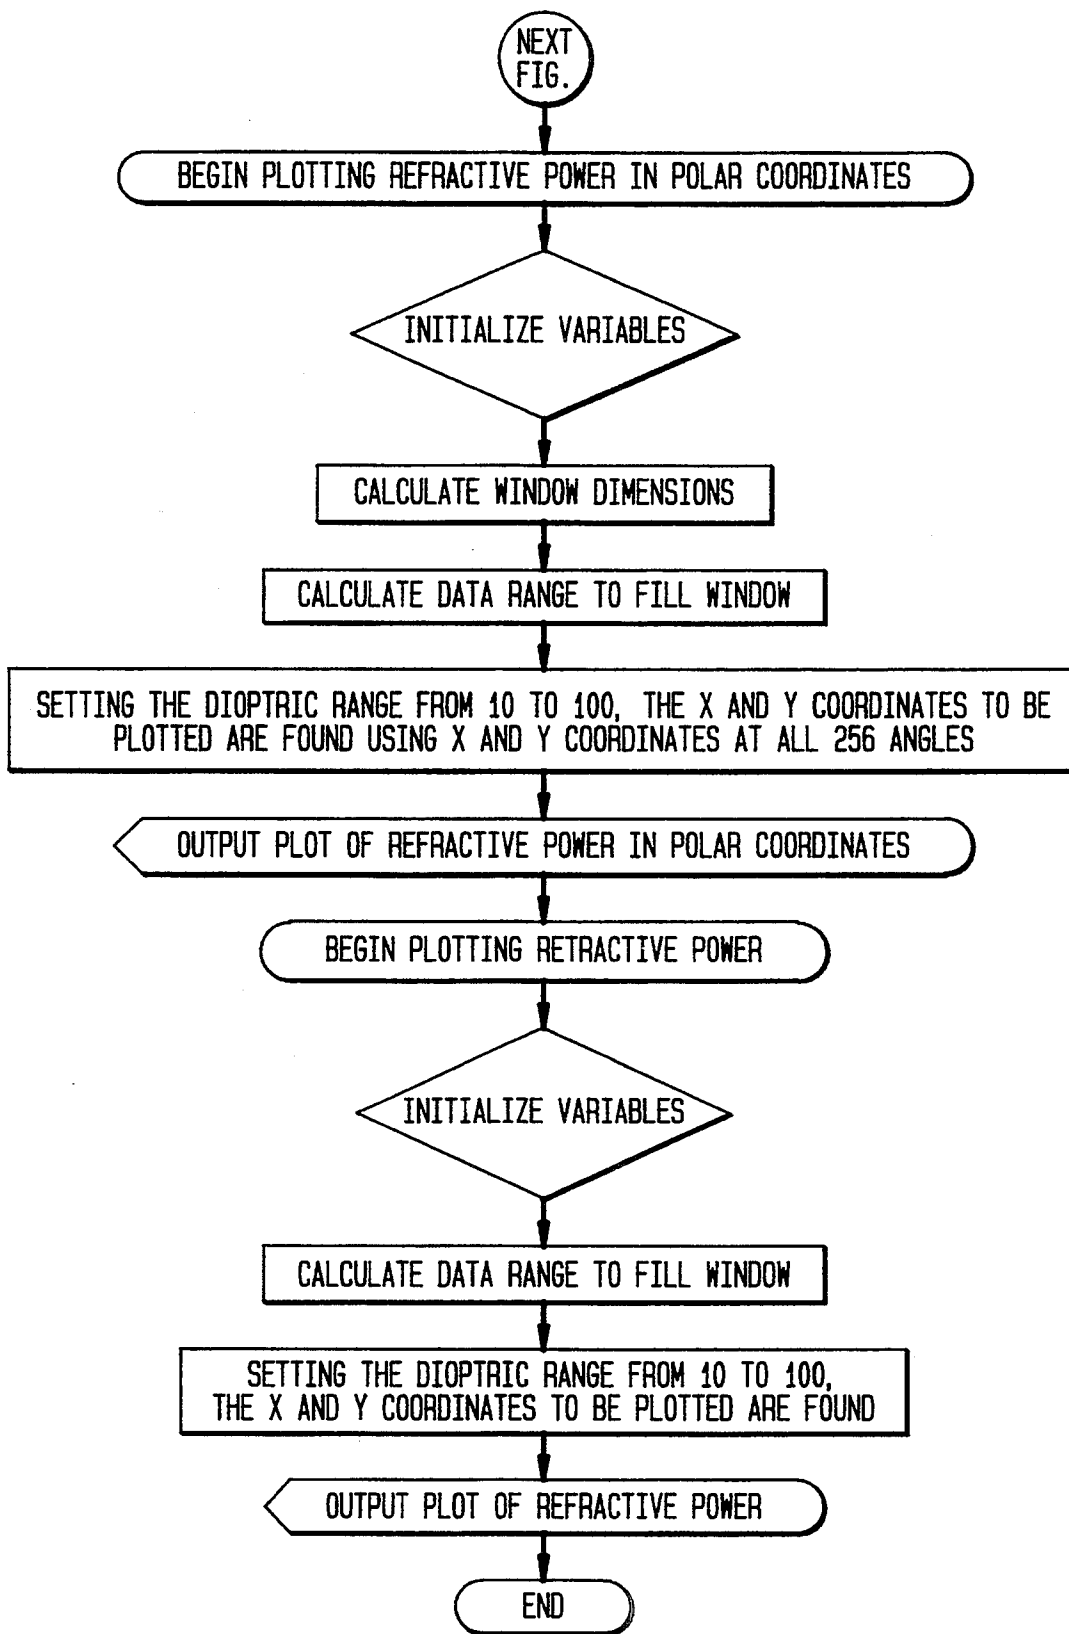 NEXT
FIG.
BEGIN PLOTTING REFRACTIVE POWER IN POLAR COORDINATES
INITIALIZE VARIABLES
CALCULATE WINDOW DIMENSIONS
CALCULATE DATA RANGE TO FILL WINDOW
SETTING THE DIOPTRIC RANGE FROM 10 TO 100, THE X AND Y COORDINATES TO BE
PLOTTED ARE FOUND USING X AND Y COORDINATES AT ALL 256 ANGLES
OUTPUT PLOT OF REFRACTIVE POWER IN POLAR COORDINATES
BEGIN PLOTTING RETRACTIVE POWER
INITIALIZE VARIABLES
CALCULATE DATA RANGE TO FILL WINDOW
SETTING THE DIOPTRIC RANGE FROM 10 TO 100,
THE X AND Y COORDINATES TO BE PLOTTED ARE FOUND
OUTPUT PLOT OF REFRACTIVE POWER
END